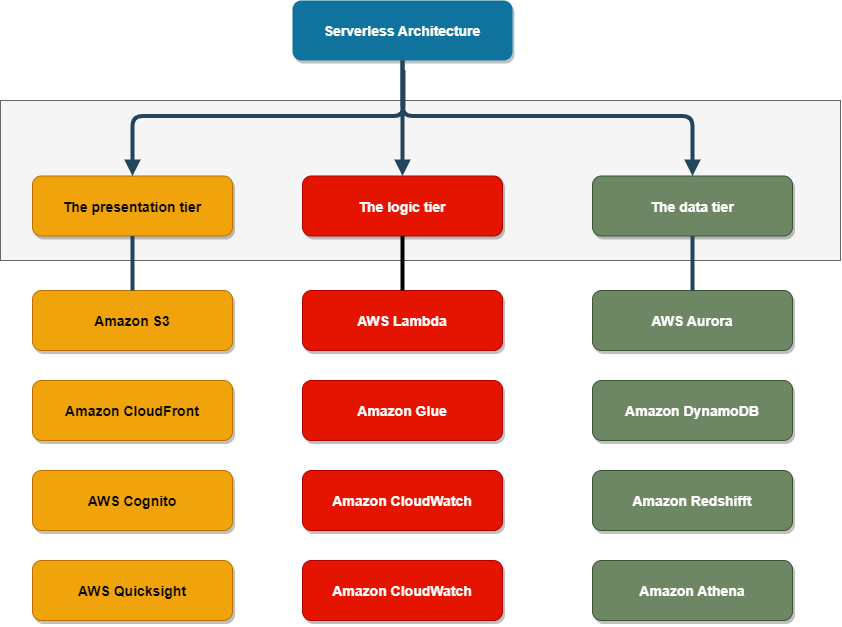 Serverless Architecture
The presentation tier
The logic tier
The data tier
Amazon S3
AWS Lambda
AWS Aurora
Amazon CloudFront
Amazon Glue
Amazon DynamoDB
AWS Cognito
Amazon CloudWatch
Amazon Redshifft
AWS Quicksight
Amazon CloudWatch
Amazon Athena